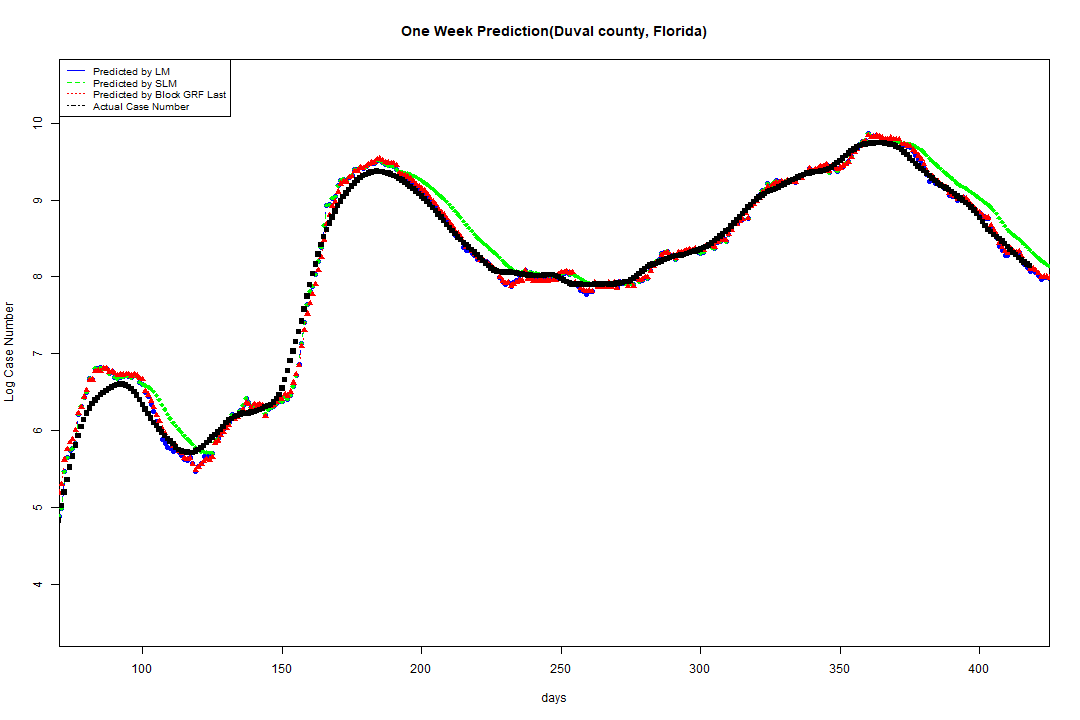 One Week Prediction(Duval county, Florida)
Predicted by LM
Predicted by SLM
Predicted by Block GRF Last
Actual Case Number
10
9
8
7
6
5
4
Log Case Number
100 150 200 250 300 350 400
days